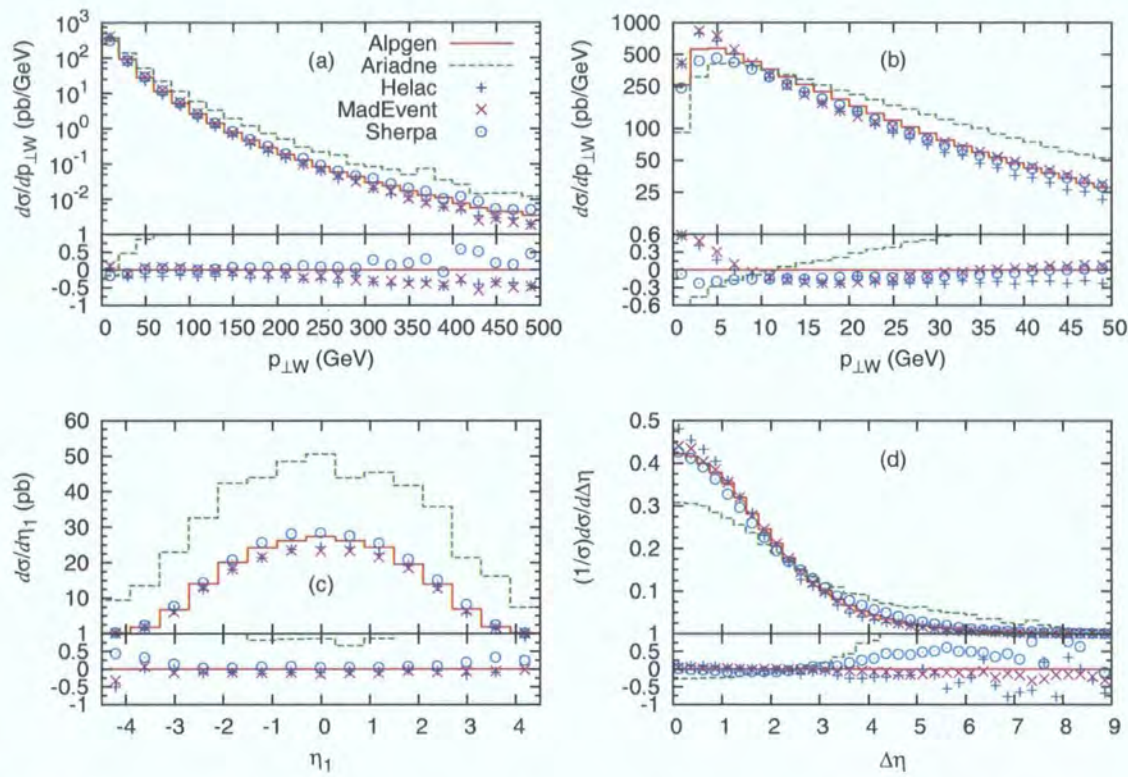 dσ/dp⊥W (pb/GeV)
10³
10²
10¹
10⁰
10⁻¹
10⁻²
1
0.5
0
-0.5
-1
(a)
Alpgen
Ariadne
Helac
MadEvent
Sherpa
0 50 100 150 200 250 300 350 400 450 500
p⊥W (GeV)
dσ/dp⊥W (pb/GeV)
1000
500
250
100
50
25
0.6
0.3
0
-0.3
-0.6
(b)
0 5 10 15 20 25 30 35 40 45 50
p⊥W (GeV)
dσ/dη₁ (pb)
60
50
40
30
20
10
1
0.5
0
-0.5
-1
(c)
-4 -3 -2 -1 0 1 2 3 4
η₁
(1/σ)dσ/dΔη
0.5
0.4
0.3
0.2
0.1
1
0.5
0
-0.5
-1
(d)
0 1 2 3 4 5 6 7 8 9
Δη